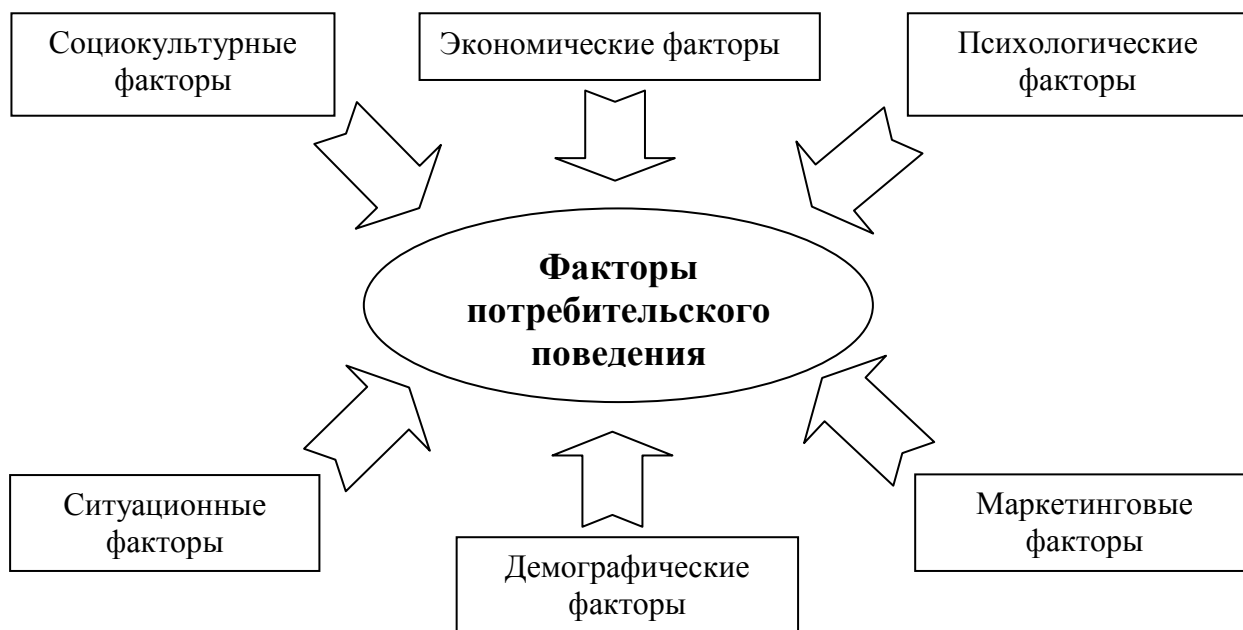 Социокультурные
факторы
Экономические факторы
Психологические
факторы
Факторы
потребительского
поведения
Ситуационные
факторы
Демографические
факторы
Маркетинговые
факторы